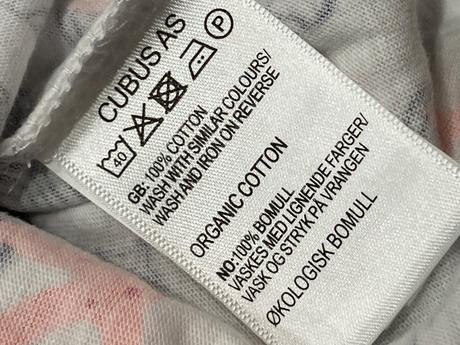 CUBUS AS
40 P
GB: 100% COTTON
WASH WITH SIMILAR COLOURS/
WASH AND IRON ON REVERSE
ORGANIC COTTON
NO: 100% BOMULL
VASKES MED LIGNENDE FARGER/
VASK OG STRYK PÅ VRANGEN
ØKOLOGISK BOMULL